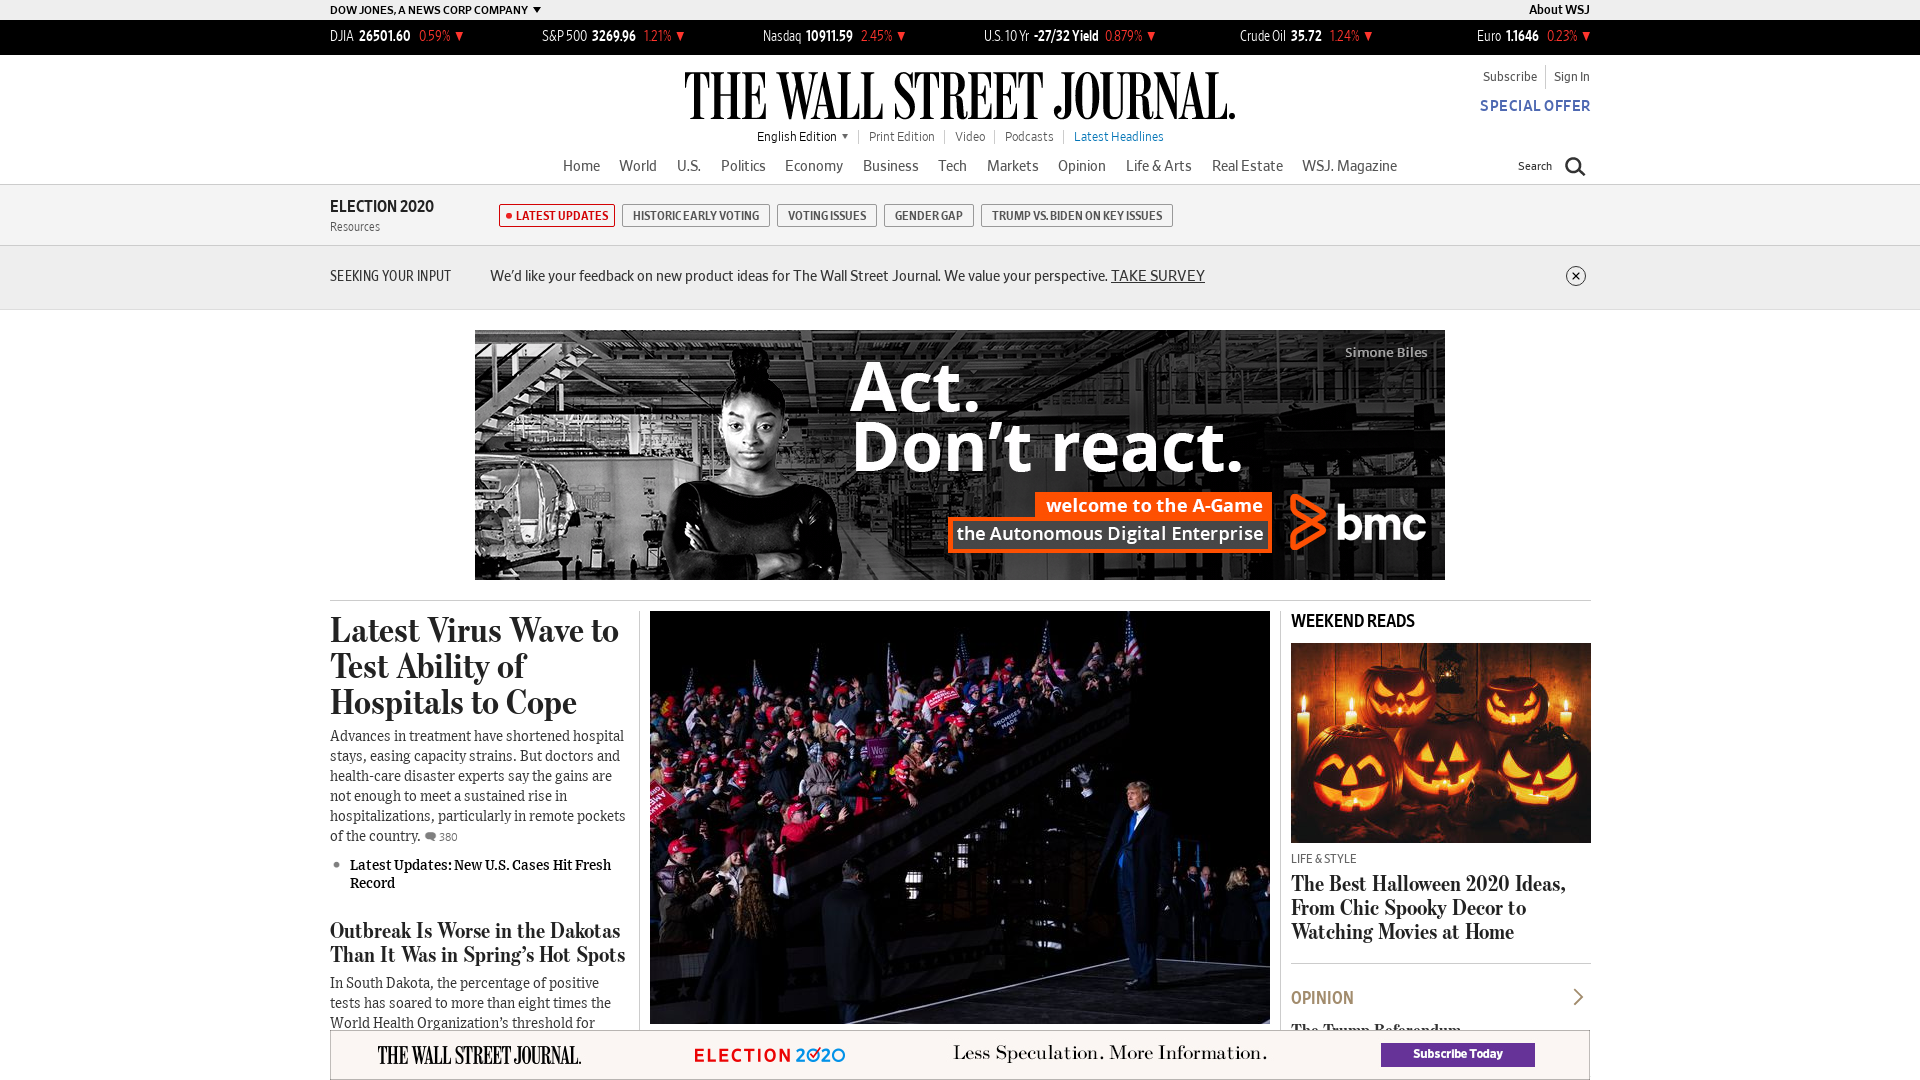 DOW JONES, A NEWS CORP COMPANY
About WSJ
DJIA 26501.60 0.59%
S&P 500 3269.96 1.21%
Nasdaq 10911.59 2.45%
U.S. 10 Yr -27/32 Yield 0.879%
Crude Oil 35.72 1.24%
Euro 1.1646 0.23%
THE WALL STREET JOURNAL.
Subscribe
Sign In
SPECIAL OFFER
English Edition
Print Edition
Video
Podcasts
Latest Headlines
Home
World
U.S.
Politics
Economy
Business
Tech
Markets
Opinion
Life & Arts
Real Estate
WSJ. Magazine
Search
ELECTION 2020
Resources
LATEST UPDATES
HISTORIC EARLY VOTING
VOTING ISSUES
GENDER GAP
TRUMP VS. BIDEN ON KEY ISSUES
SEEKING YOUR INPUT
We’d like your feedback on new product ideas for The Wall Street Journal. We value your perspective. TAKE SURVEY
Simone Biles
Act.
Don’t react.
welcome to the A-Game
the Autonomous Digital Enterprise
bmc
Latest Virus Wave to
Test Ability of
Hospitals to Cope
Advances in treatment have shortened hospital
stays, easing capacity strains. But doctors and
health-care disaster experts say the gains are
not enough to meet a sustained rise in
hospitalizations, particularly in remote pockets
of the country. 380
Latest Updates: New U.S. Cases Hit Fresh
Record
Outbreak Is Worse in the Dakotas
Than It Was in Spring’s Hot Spots
In South Dakota, the percentage of positive
tests has soared to more than eight times the
World Health Organization’s threshold for
PROMISES
MADE
WEEKEND READS
LIFE & STYLE
The Best Halloween 2020 Ideas,
From Chic Spooky Decor to
Watching Movies at Home
OPINION
The Trump Referendum
THE WALL STREET JOURNAL.
ELECTION 2020
Less Speculation. More Information.
Subscribe Today